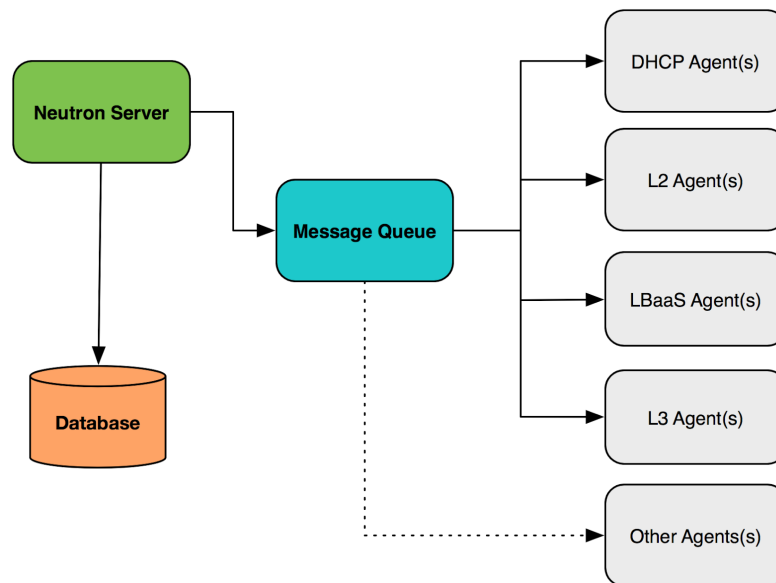 DHCP Agent(s)
Neutron Server
L2 Agent(s)
Message Queue
LBaaS Agent(s)
L3 Agent(s)
Database
Other Agents(s)